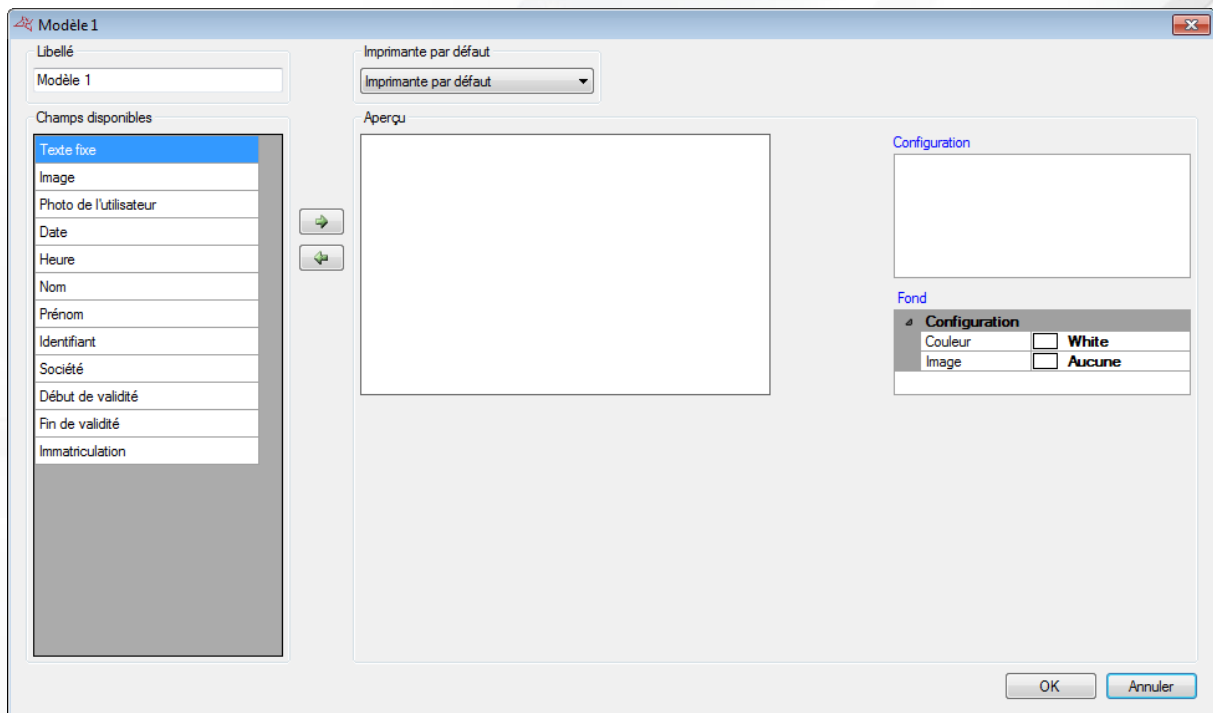 Modèle 1
Libellé
Modèle 1
Imprimante par défaut
Imprimante par défaut
Champs disponibles
Texte fixe
Image
Photo de l'utilisateur
Date
Heure
Nom
Prénom
Identifiant
Société
Début de validité
Fin de validité
Immatriculation
Aperçu
Configuration
Fond
Configuration
Couleur White
Image Aucune
OK Annuler